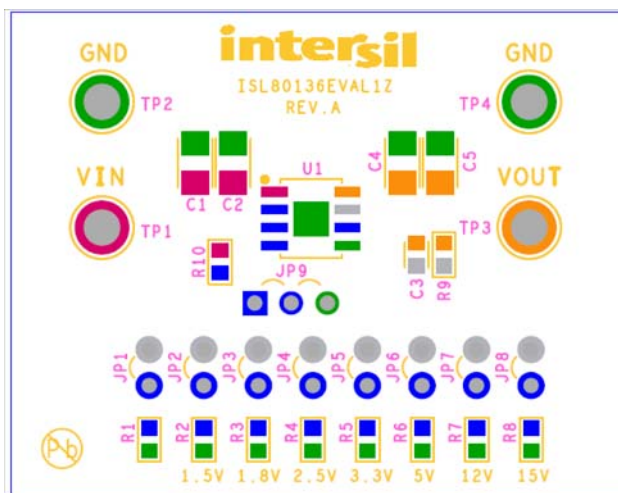 GND
intersil
GND
ISL80136EVAL1Z
REV.A
TP2
TP4
VIN
VOUT
C1
C2
U1
C4
C5
TP1
TP3
R10
JP9
C3
R9
JP1
JP2
JP3
JP4
JP5
JP6
JP7
JP8
R1
R2
R3
R4
R5
R6
R7
R8
Pb
1.5V
1.8V
2.5V
3.3V
5V
12V
15V